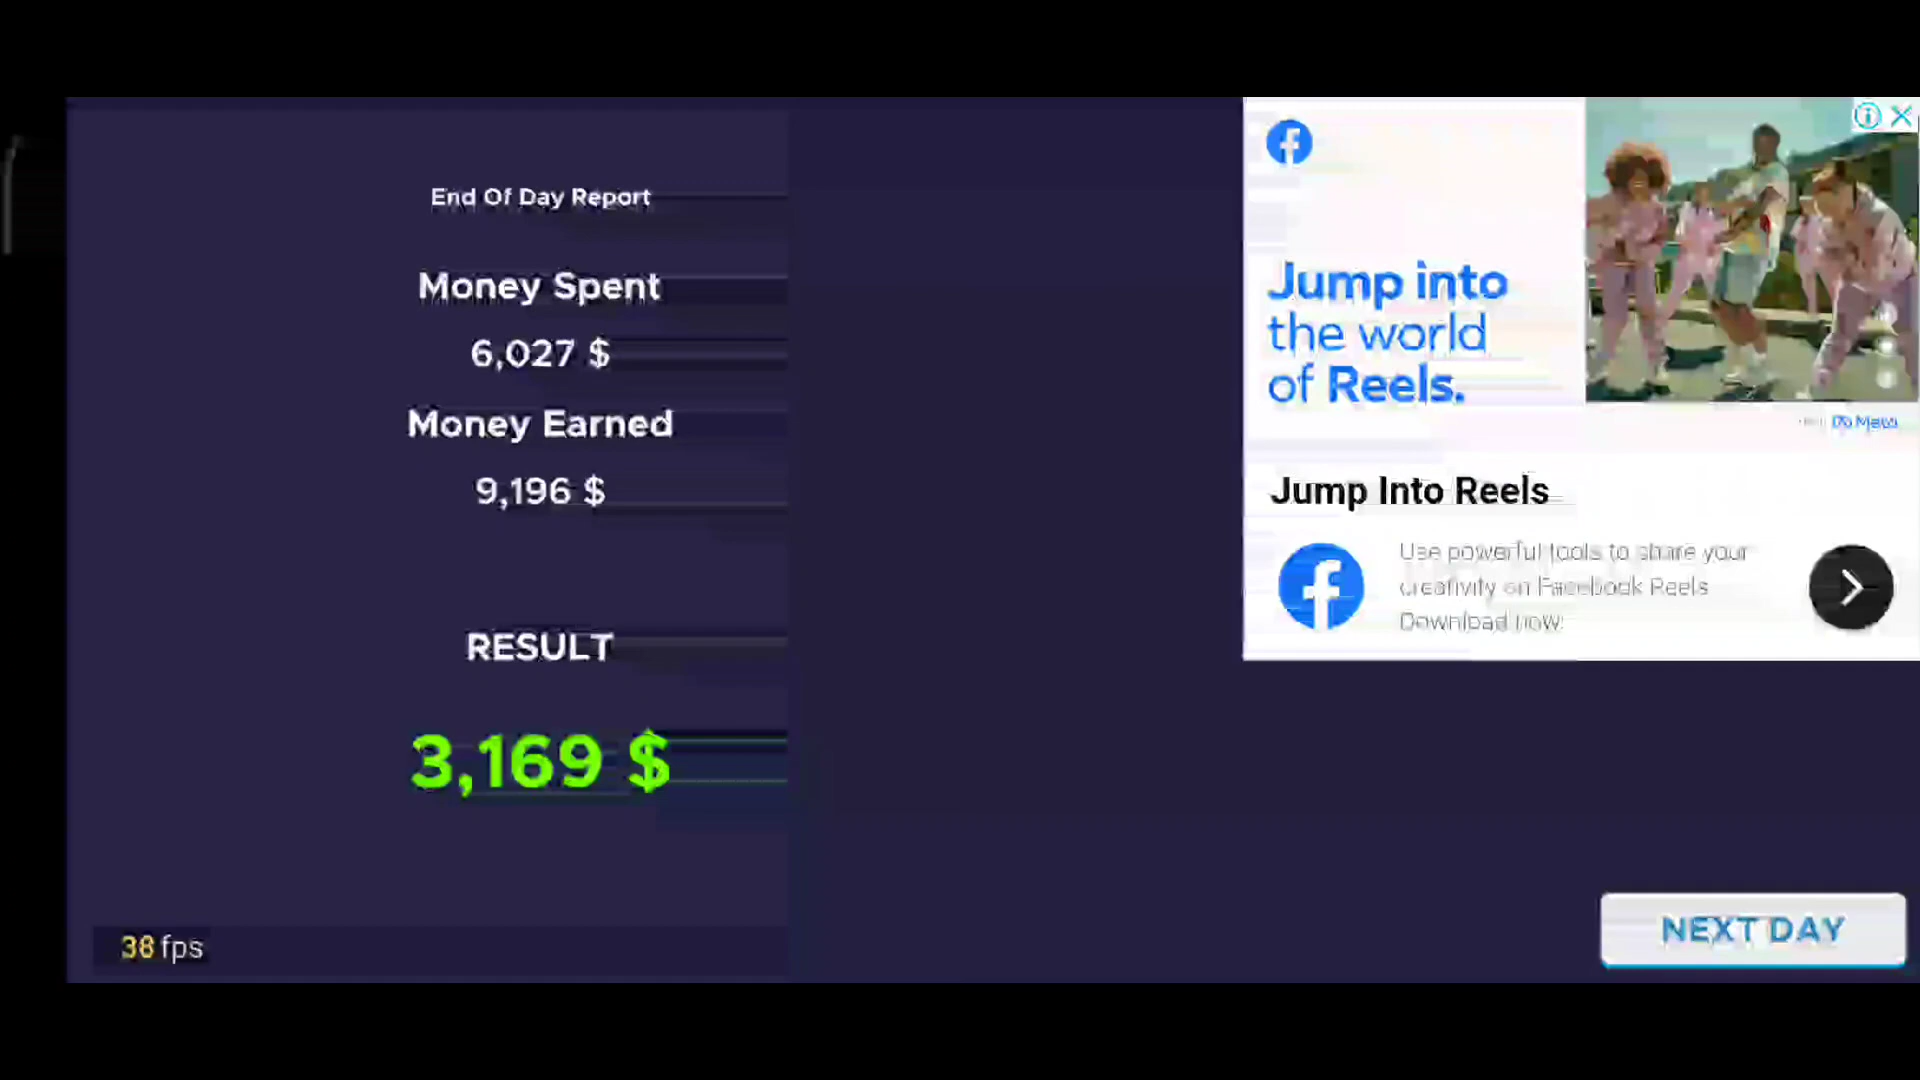 End Of Day Report
Money Spent
6,027 $
Money Earned
9,196 $
RESULT
3,169 $
38 fps
Jump into
the world
of Reels.
Meta
Jump Into Reels
Use powerful tools to share your
creativity on Facebook Reels
Download now!
NEXT DAY